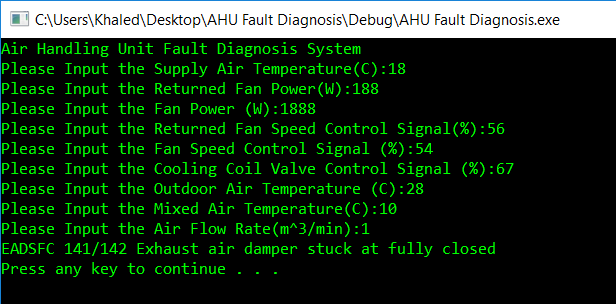 C:\Users\Khaled\Desktop\AHU Fault Diagnosis\Debug\AHU Fault Diagnosis.exe
Air Handling Unit Fault Diagnosis System
Please Input the Supply Air Temperature(C):18
Please Input the Returned Fan Power(W):188
Please Input the Fan Power (W):1888
Please Input the Returned Fan Speed Control Signal(%):56
Please Input the Fan Speed Control Signal (%):54
Please Input the Cooling Coil Valve Control Signal (%):67
Please Input the Outdoor Air Temperature (C):28
Please Input the Mixed Air Temperature(C):10
Please Input the Air Flow Rate(m^3/min):1
EADSFC 141/142 Exhaust air damper stuck at fully closed
Press any key to continue . . .